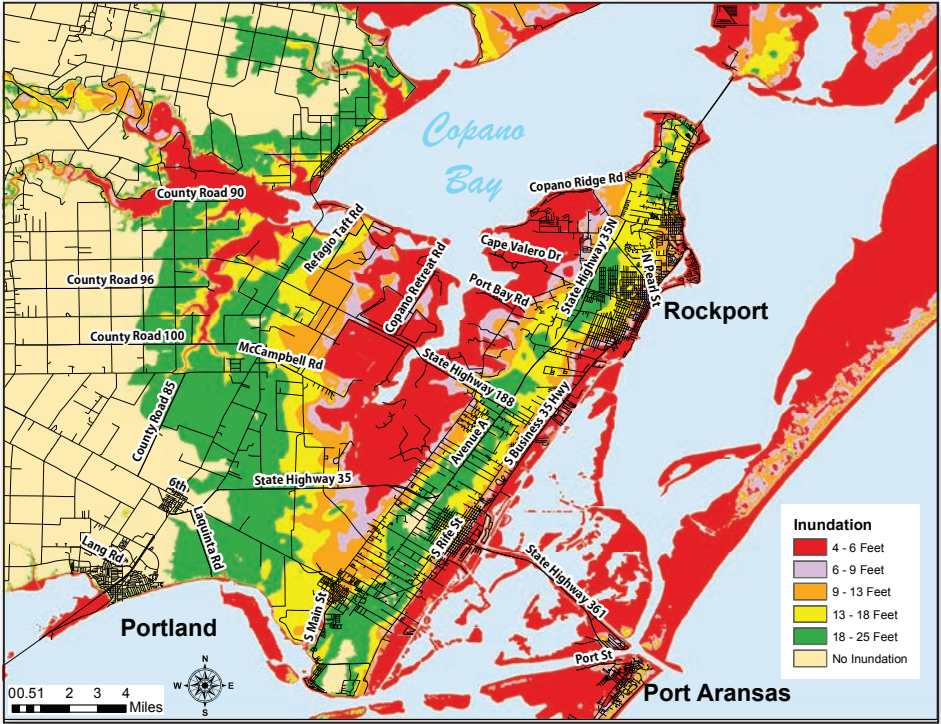 Copano
Bay
Copano Ridge Rd
County Road 90
Refagio Taft Rd
State Highway 35N
Cape Valero Dr
N Pearl St
County Road 96
Copano Retreat Rd
Port Bay Rd
Rockport
County Road 100
McCampbell Rd
State Highway 188
County Road 85
S Business 35 Hwy
Avenue A
State Highway 35
6th
Laquinta Rd
Lang Rd
S Rife St
State Highway 361
Portland
S Main St
Port St
Port Aransas
Inundation
4 - 6 Feet
6 - 9 Feet
9 - 13 Feet
13 - 18 Feet
18 - 25 Feet
No Inundation
N
W E
S
00.51 2 3 4
Miles